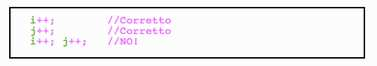 i++;        //Corretto
j++;        //Corretto
i++; j++;   //NO!